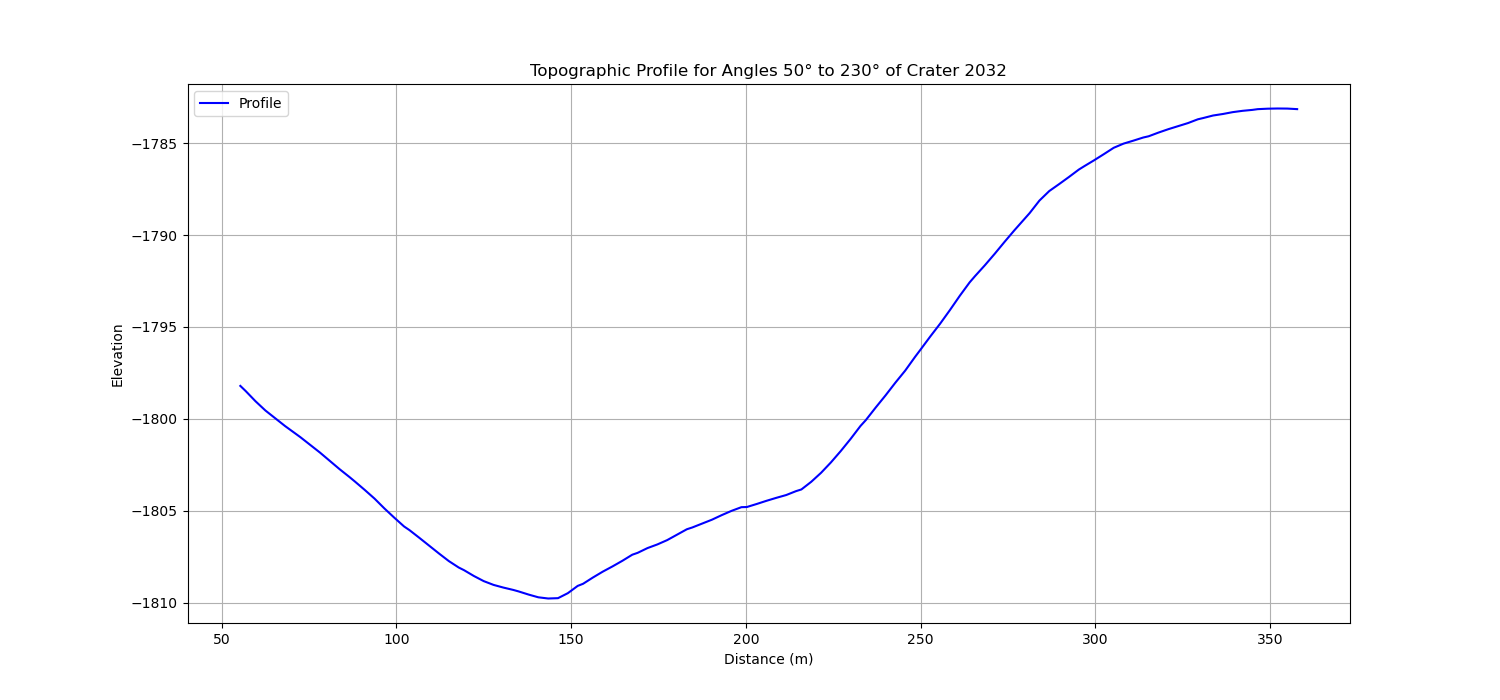 Topographic Profile for Angles 50° to 230° of Crater 2032
Profile
−1785
−1790
−1795
−1800
−1805
−1810
Elevation
50 100 150 200 250 300 350
Distance (m)